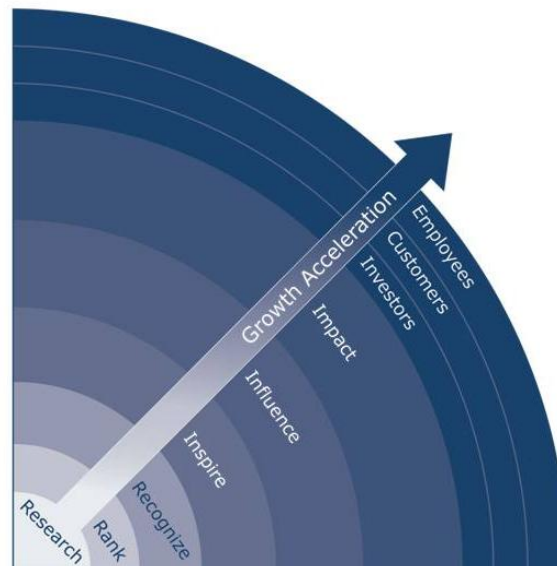 Employees
Customers
Investors
Growth Acceleration
Impact
Influence
Inspire
Recognize
Rank
Research